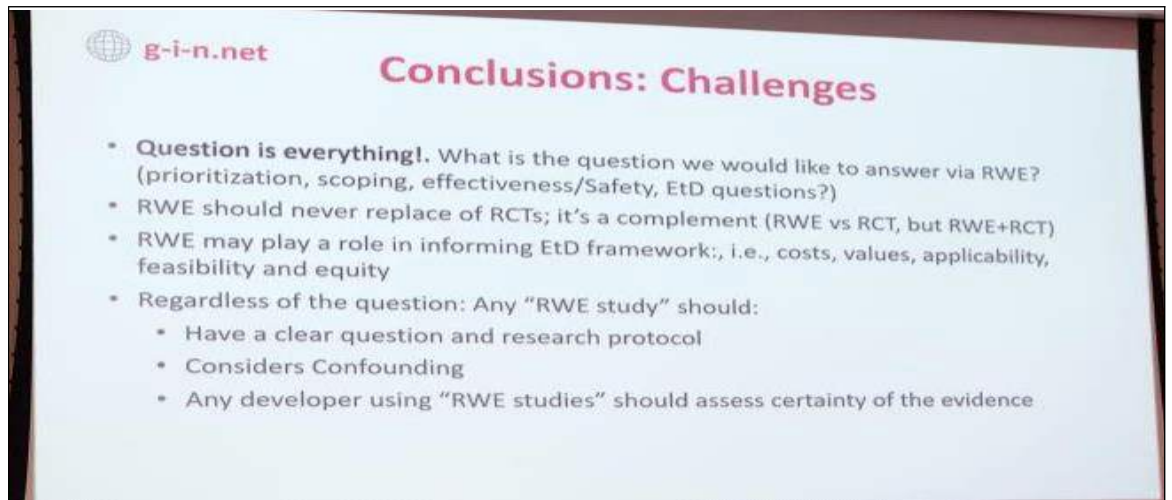 g-i-n.net
Conclusions: Challenges
• Question is everything!. What is the question we would like to answer via RWE?
(prioritization, scoping, effectiveness/Safety, EtD questions?)
• RWE should never replace of RCTs; it's a complement (RWE vs RCT, but RWE+RCT)
• RWE may play a role in informing EtD framework:, i.e., costs, values, applicability,
feasibility and equity
• Regardless of the question: Any “RWE study” should:
• Have a clear question and research protocol
• Considers Confounding
• Any developer using “RWE studies” should assess certainty of the evidence